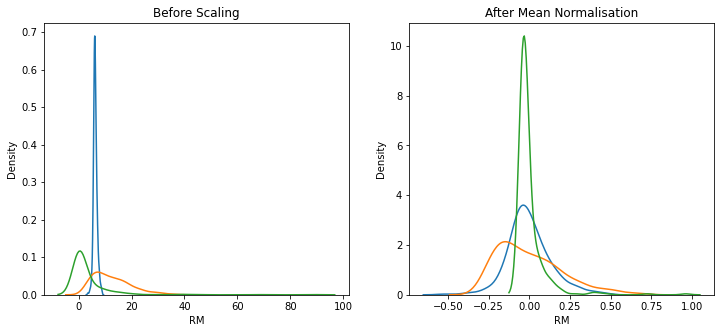 Before Scaling
Density
0.7
0.6
0.5
0.4
0.3
0.2
0.1
0.0
0 20 40 60 80 100
RM
After Mean Normalisation
Density
10
8
6
4
2
0
−0.50 −0.25 0.00 0.25 0.50 0.75 1.00
RM